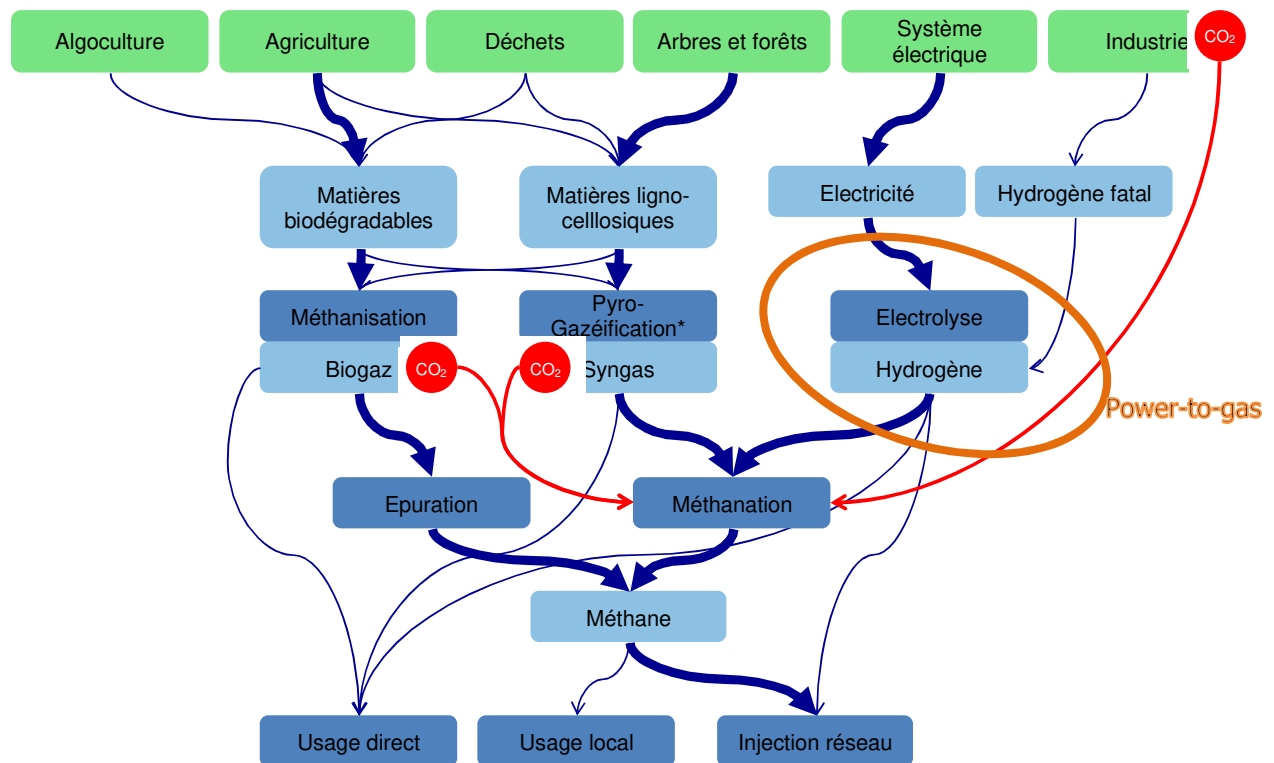 Algoculture
Agriculture
Déchets
Arbres et forêts
Système
électrique
Industrie
CO₂
Matières
biodégradables
Matières ligno-
celllosiques
Electricité
Hydrogène fatal
Méthanisation
Pyro-
Gazéification*
Electrolyse
Biogaz
CO₂
CO₂
Syngas
Hydrogène
Power-to-gas
Epuration
Méthanation
Méthane
Usage direct
Usage local
Injection réseau